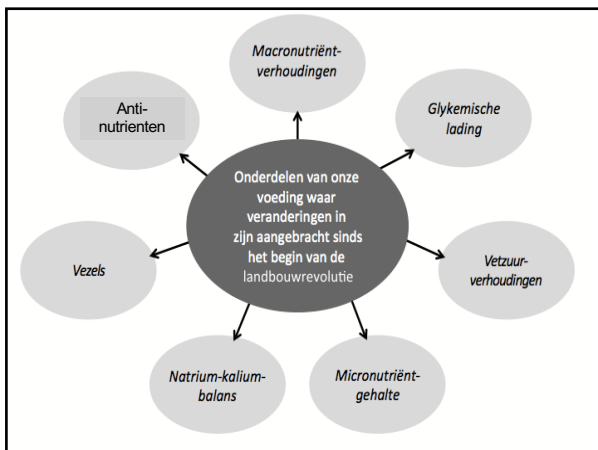 Macronutriënt-
verhoudingen
Anti-
nutrienten
Glykemische
lading
Onderdelen van onze
voeding waar
veranderingen in
zijn aangebracht sinds
het begin van de
landbouwrevolutie
Vezels
Vetzuur-
verhoudingen
Natrium-kalium-
balans
Micronutriënt-
gehalte